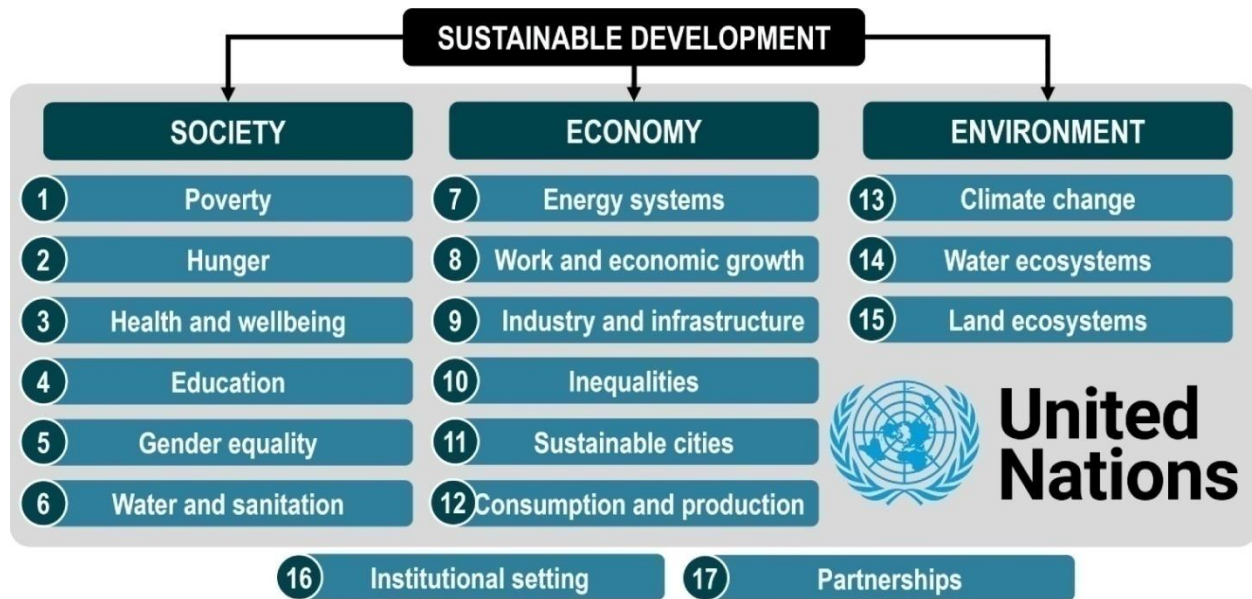 SUSTAINABLE DEVELOPMENT
SOCIETY
1 Poverty
2 Hunger
3 Health and wellbeing
4 Education
5 Gender equality
6 Water and sanitation
ECONOMY
7 Energy systems
8 Work and economic growth
9 Industry and infrastructure
10 Inequalities
11 Sustainable cities
12 Consumption and production
ENVIRONMENT
13 Climate change
14 Water ecosystems
15 Land ecosystems
United
Nations
16 Institutional setting
17 Partnerships